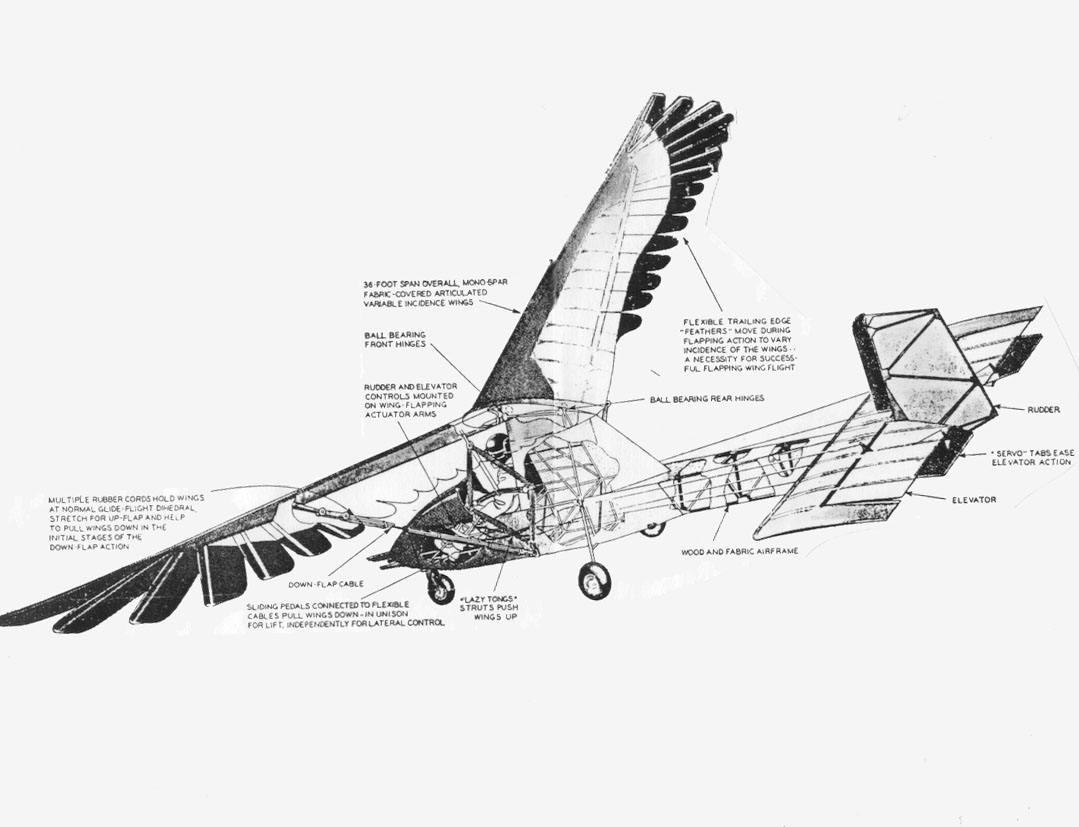 36-FOOT SPAN OVERALL, MONO-SPAR
FABRIC-COVERED ARTICULATED
VARIABLE INCIDENCE WINGS
BALL BEARING
FRONT HINGES
RUDDER AND ELEVATOR
CONTROLS MOUNTED
ON WING-FLAPPING
ACTUATOR ARMS
FLEXIBLE TRAILING EDGE
"FEATHERS" MOVE DURING
FLAPPING ACTION TO VARY
INCIDENCE OF THE WINGS...
A NECESSITY FOR SUCCESS-
FUL FLAPPING WING FLIGHT
BALL BEARING REAR HINGES
RUDDER
"SERVO" TABS EASE
ELEVATOR ACTION
ELEVATOR
MULTIPLE RUBBER CORDS HOLD WINGS
AT NORMAL GLIDE-FLIGHT DIHEDRAL,
STRETCH FOR UP-FLAP AND HELP
TO PULL WINGS DOWN IN THE
INITIAL STAGES OF THE
DOWN-FLAP ACTION
WOOD AND FABRIC AIRFRAME
DOWN-FLAP CABLE
SLIDING PEDALS CONNECTED TO FLEXIBLE
CABLES PULL WINGS DOWN-IN UNISON
FOR LIFT, INDEPENDENTLY FOR LATERAL CONTROL
"LAZY TONGS"
STRUTS PUSH
WINGS UP